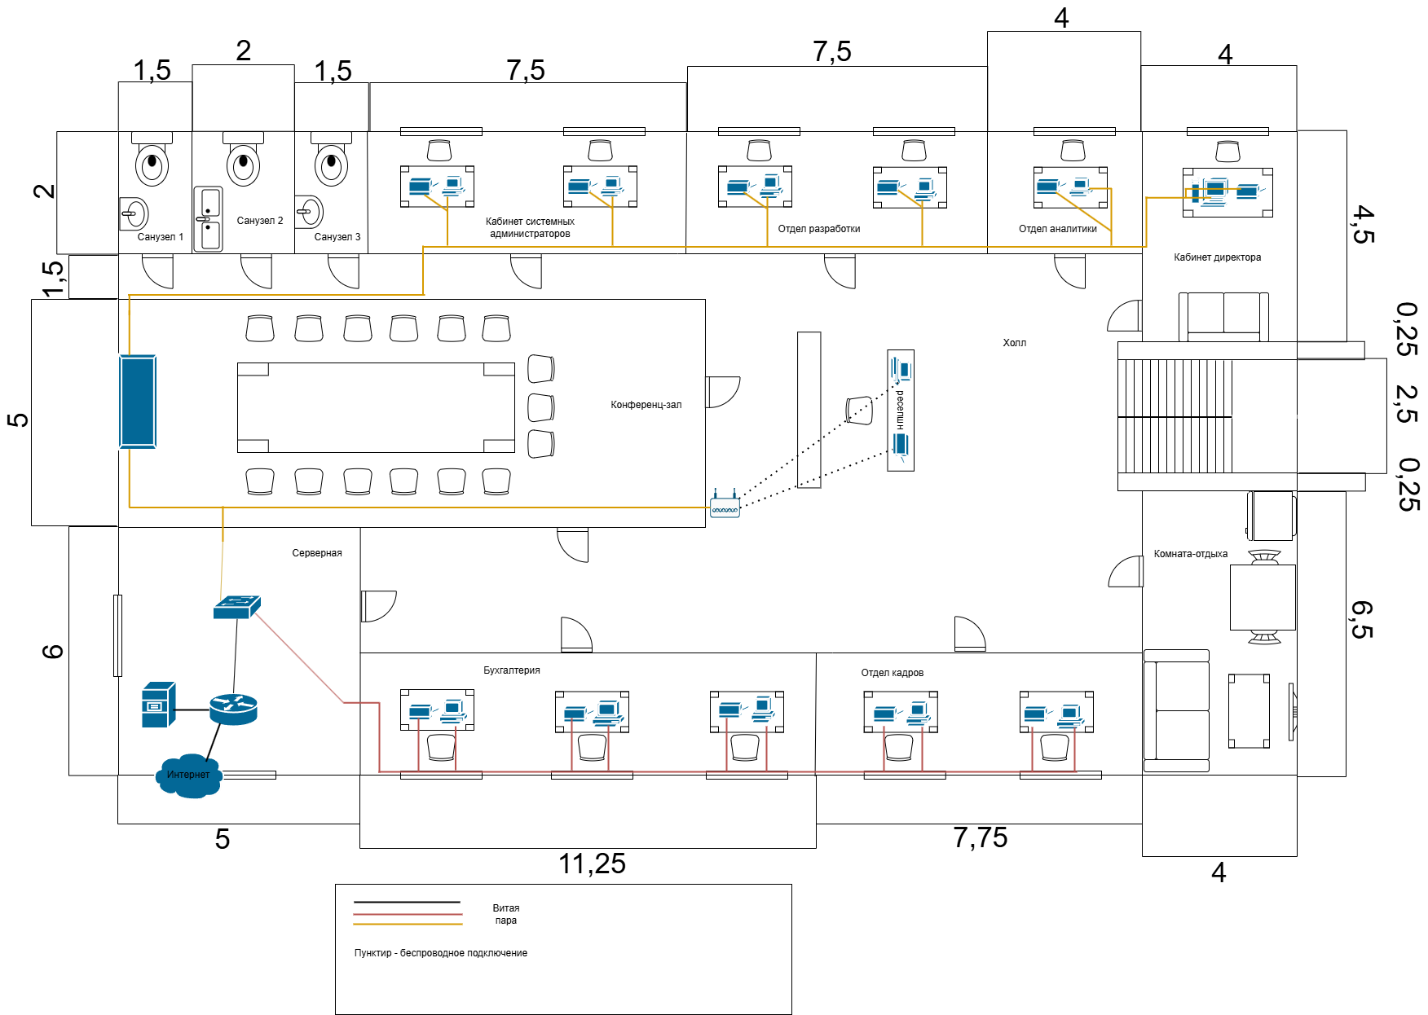 4
2
7,5
4
1,5
1,5
7,5
2
Санузел 1
Санузел 2
Санузел 3
Кабинет системных
администраторов
Отдел разработки
Отдел аналитики
Кабинет директора
4,5
1,5
0,25
Холл
5
Конференц-зал
ресепшн
2,5
0,25
Серверная
Комната-отдыха
6
6,5
Бухгалтерия
Отдел кадров
Интернет
5
11,25
7,75
4
Витая
пара
Пунктир - беспроводное подключение